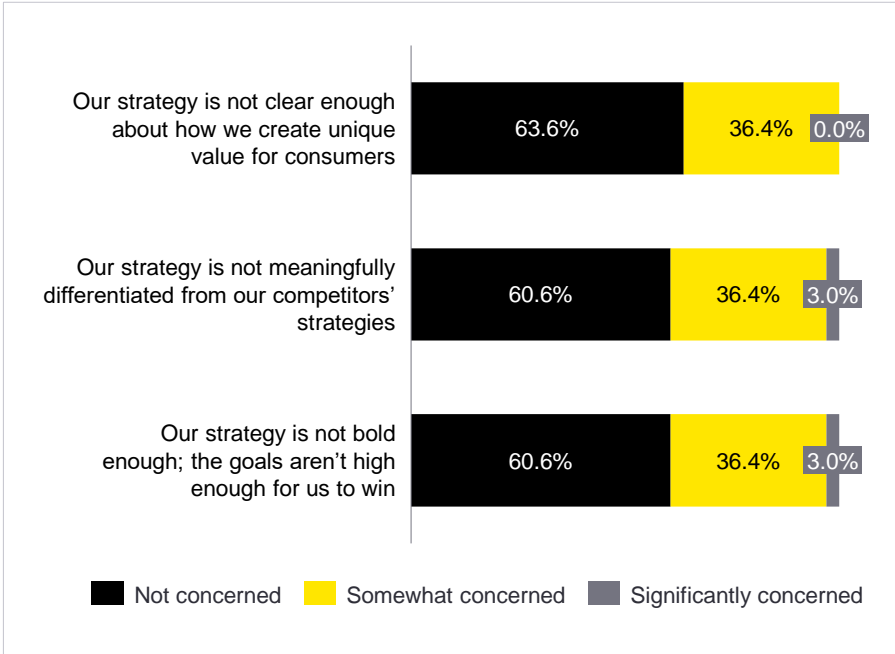 Our strategy is not clear enough
about how we create unique
value for consumers
63.6%
36.4%
0.0%
Our strategy is not meaningfully
differentiated from our competitors’
strategies
60.6%
36.4%
3.0%
Our strategy is not bold
enough; the goals aren’t high
enough for us to win
60.6%
36.4%
3.0%
Not concerned
Somewhat concerned
Significantly concerned